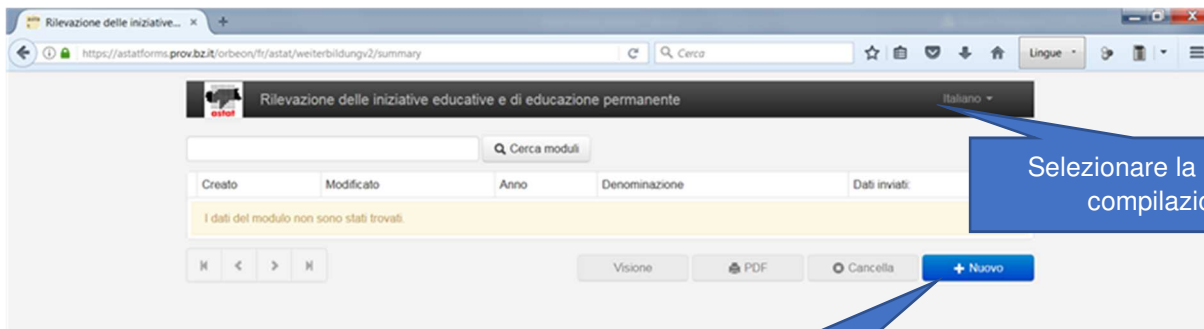 Rilevazione delle iniziative... × +
https://astatforms.prov.bz.it/orbeon/fr/astat/weiterbildungv2/summary Cerca Lingue
astat Rilevazione delle iniziative educative e di educazione permanente Italiano
Cerca moduli
Selezionare la
compilazio
Creato Modificato Anno Denominazione Dati inviati:
I dati del modulo non sono stati trovati.
Visione PDF Cancella + Nuovo